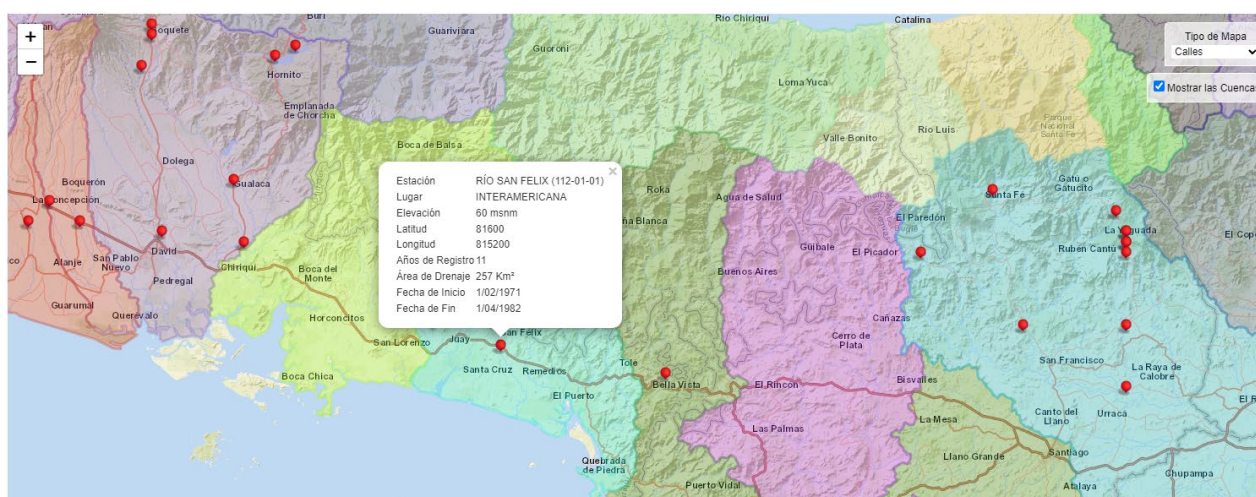 Boquete
Buri
Guariviara
Rio Chiriqui
Catalina
+
−
Tipo de Mapa
Calles
Mostrar las Cuencas
Hornito
Guoroni
Loma Yuca
Emplanada
de Chorcha
Boca de Balsa
Valle Bonito
Rio Luis
Parque
Nacional
Santa Fé
Dolega
Gualaca
Boquerón
La Concepción
Estación RÍO SAN FELIX (112-01-01)
Lugar INTERAMERICANA
Elevación 60 msnm
Latitud 81600
Longitud 815200
Años de Registro 11
Área de Drenaje 257 Km²
Fecha de Inicio 1/02/1971
Fecha de Fin 1/04/1982
×
Roka
Agua de Salud
Gatu o
Gatucito
Santa Fé
El Paredón
La Yeguada
Ruben Cantú
El Cope
Alanje
San Pablo
Nuevo
David
Pedregal
Chiriquí
Boca del
Monte
Guarumal
Querévalo
Horconcitos
San Lorenzo
Juay
San Felix
Santa Cruz
Remedios
Tole
Bella Vista
Boca Chica
El Puerto
Quebrada
de Piedra
Puerto Vidal
Buenos Aires
Güibale
El Picador
Cañazas
Cerro de
Plata
El Rincon
Las Palmas
Bisvalles
La Mesa
Llano Grande
San Francisco
La Raya de
Calobre
Canto del
Llano
Urracá
Santiago
Atalaya
Chupampa